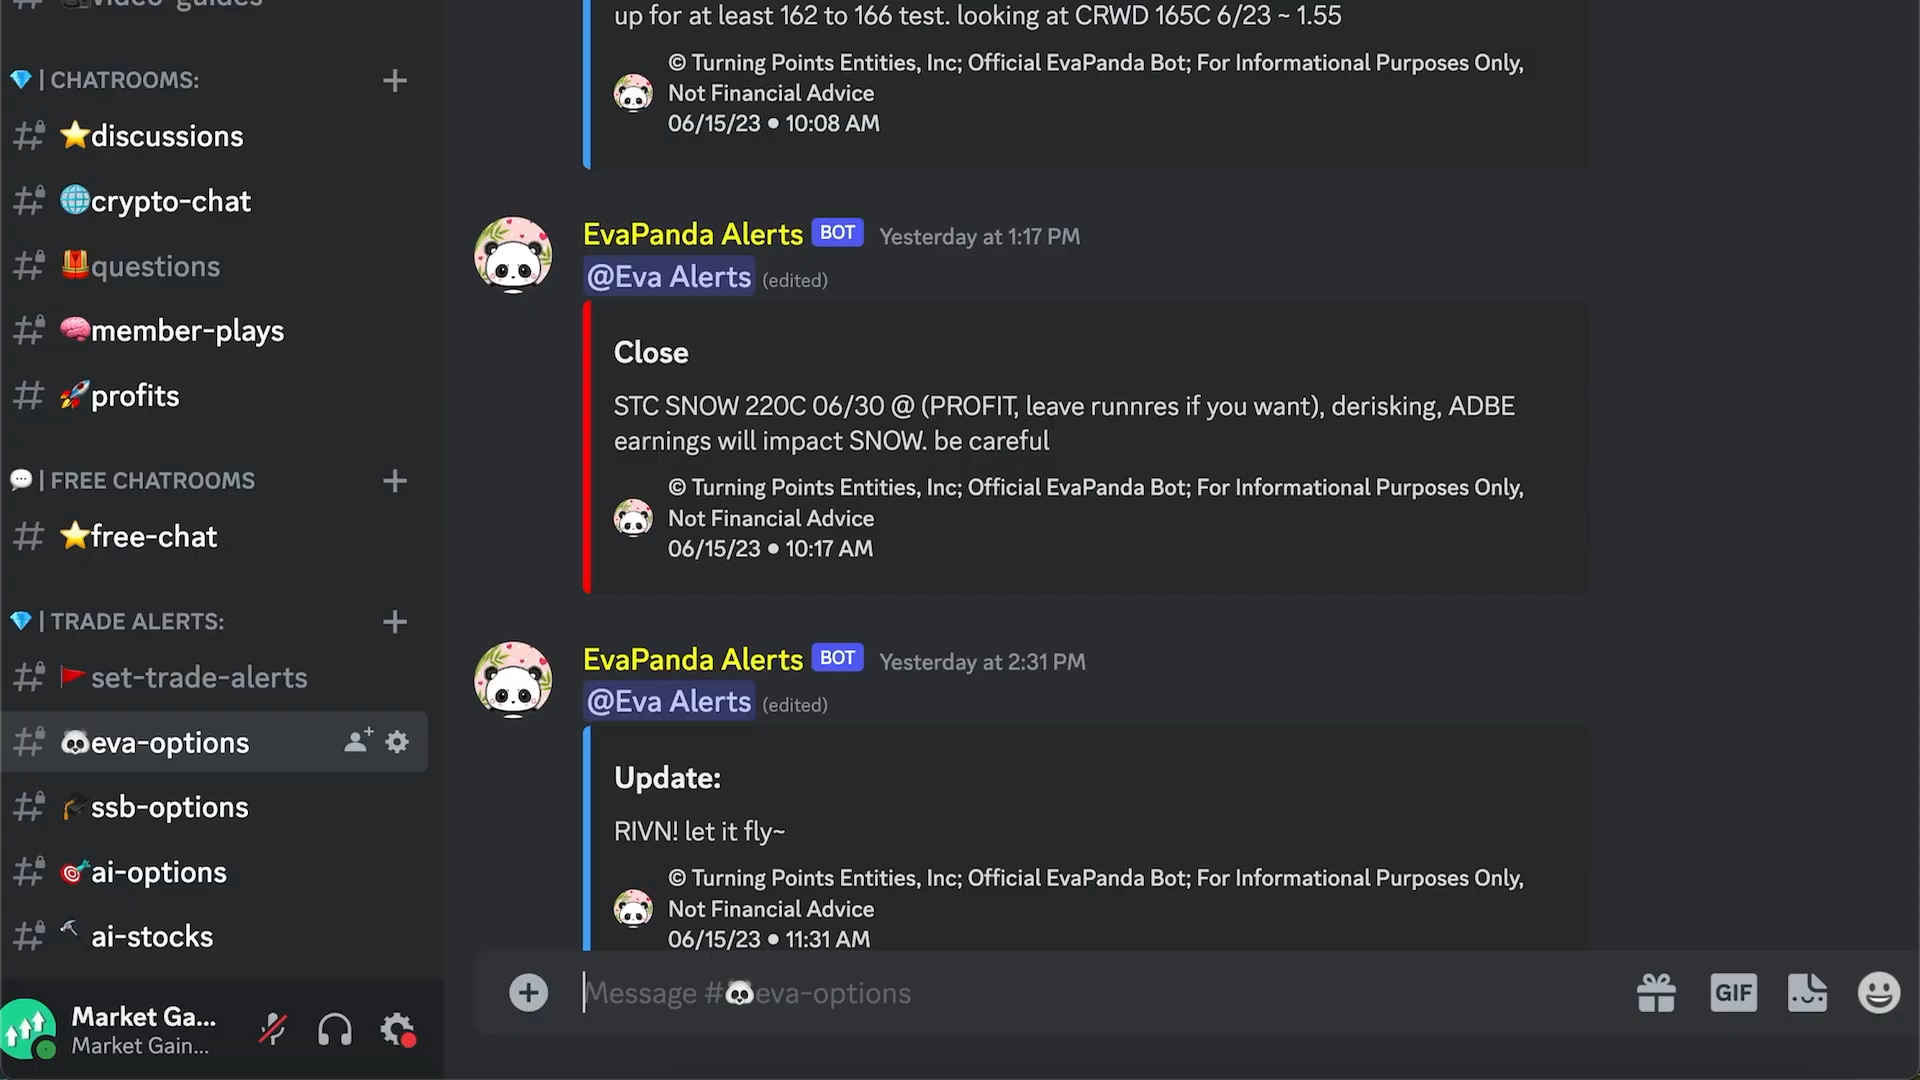 video-guides
| CHATROOMS:
discussions
crypto-chat
questions
member-plays
profits
| FREE CHATROOMS
free-chat
| TRADE ALERTS:
set-trade-alerts
eva-options
ssb-options
ai-options
ai-stocks
Market Ga...
Market Gain...
up for at least 162 to 166 test. looking at CRWD 165C 6/23 ~ 1.55
© Turning Points Entities, Inc; Official EvaPanda Bot; For Informational Purposes Only,
Not Financial Advice
06/15/23 • 10:08 AM
EvaPanda Alerts BOT Yesterday at 1:17 PM
@Eva Alerts (edited)
Close
STC SNOW 220C 06/30 @ (PROFIT, leave runnres if you want), derisking, ADBE
earnings will impact SNOW. be careful
© Turning Points Entities, Inc; Official EvaPanda Bot; For Informational Purposes Only,
Not Financial Advice
06/15/23 • 10:17 AM
EvaPanda Alerts BOT Yesterday at 2:31 PM
@Eva Alerts (edited)
Update:
RIVN! let it fly~
© Turning Points Entities, Inc; Official EvaPanda Bot; For Informational Purposes Only,
Not Financial Advice
06/15/23 • 11:31 AM
Message #🐼eva-options
GIF